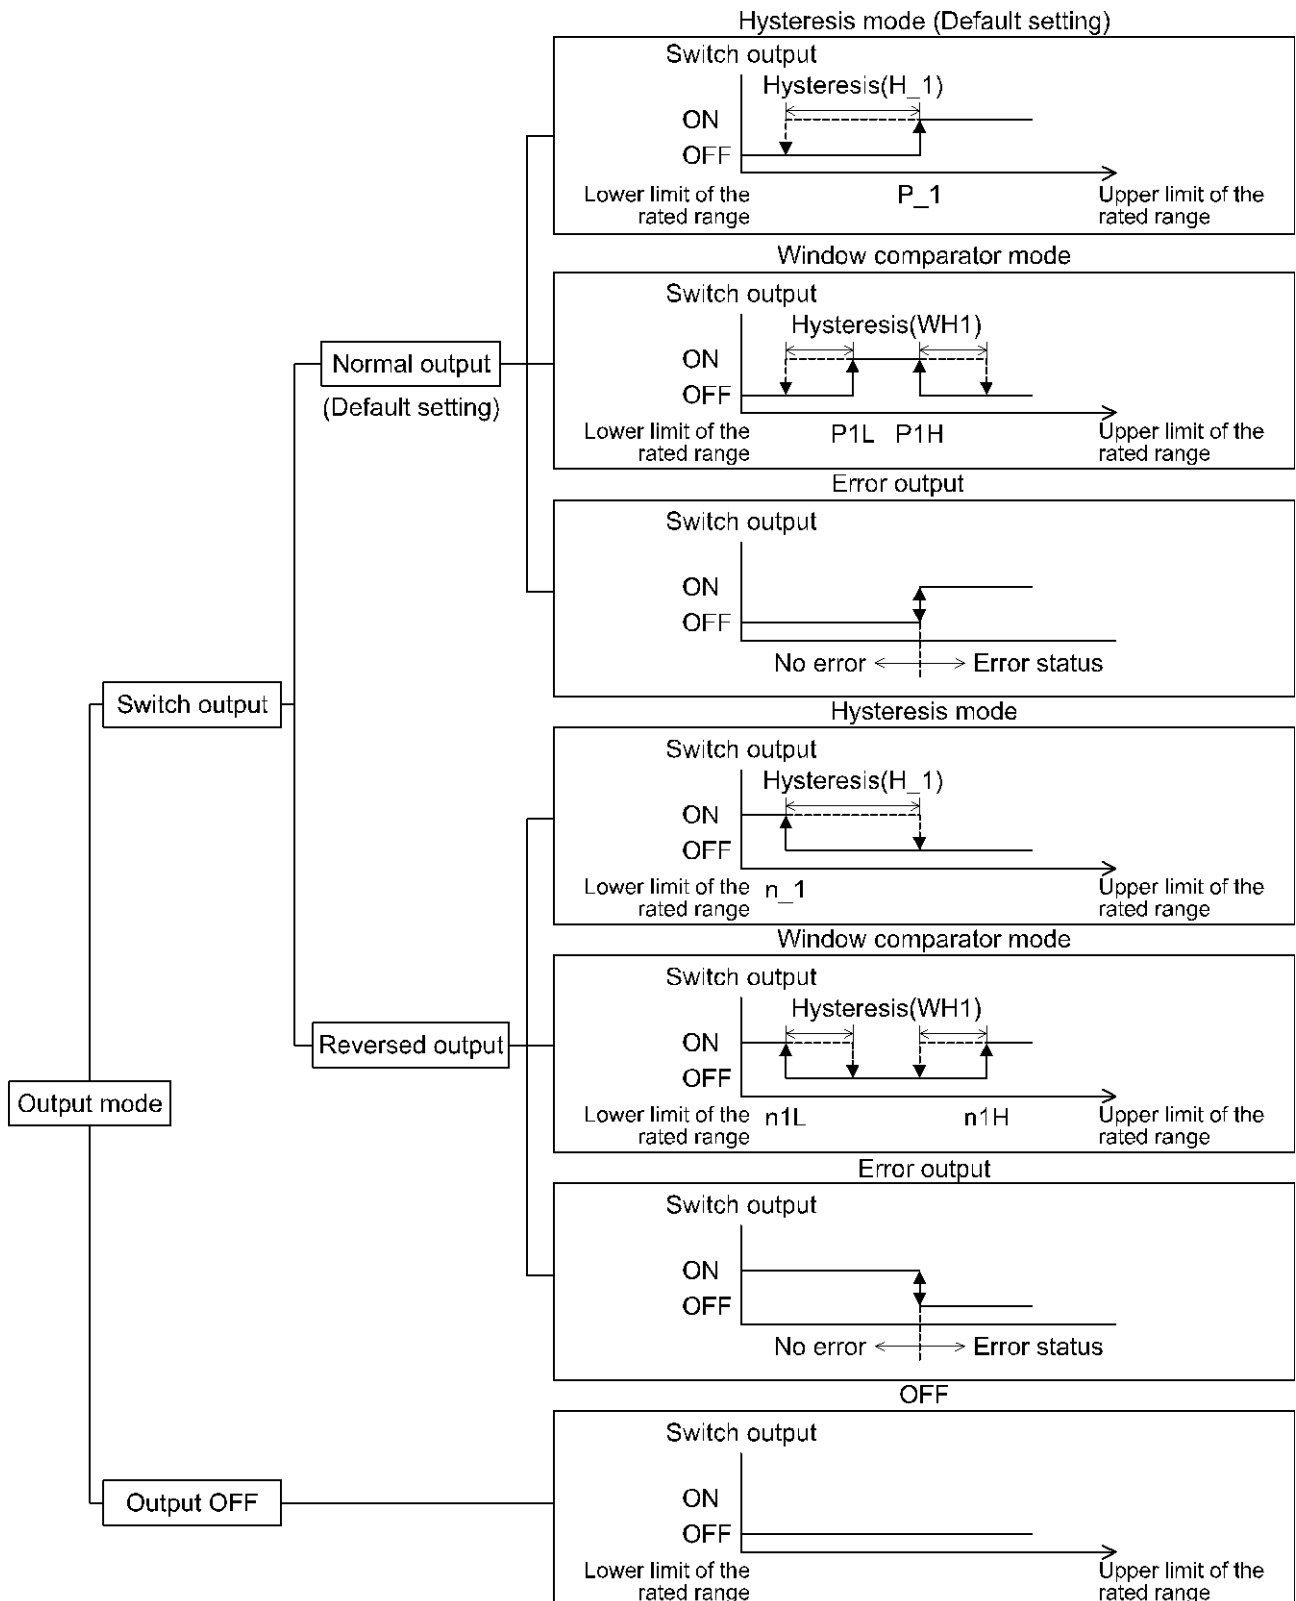 Hysteresis mode (Default setting)
Switch output
Hysteresis(H_1)
ON
OFF
Lower limit of the
rated range
P_1
Upper limit of the
rated range
Window comparator mode
Switch output
Hysteresis(WH1)
ON
OFF
Lower limit of the
rated range
P1L P1H
Upper limit of the
rated range
Normal output
(Default setting)
Error output
Switch output
ON
OFF
No error
Error status
Switch output
Hysteresis mode
Switch output
Hysteresis(H_1)
ON
OFF
Lower limit of the
rated range
n_1
Upper limit of the
rated range
Window comparator mode
Switch output
Hysteresis(WH1)
ON
OFF
Lower limit of the
rated range
n1L
n1H
Upper limit of the
rated range
Reversed output
Output mode
Error output
Switch output
ON
OFF
No error
Error status
OFF
Switch output
ON
OFF
Lower limit of the
rated range
Upper limit of the
rated range
Output OFF